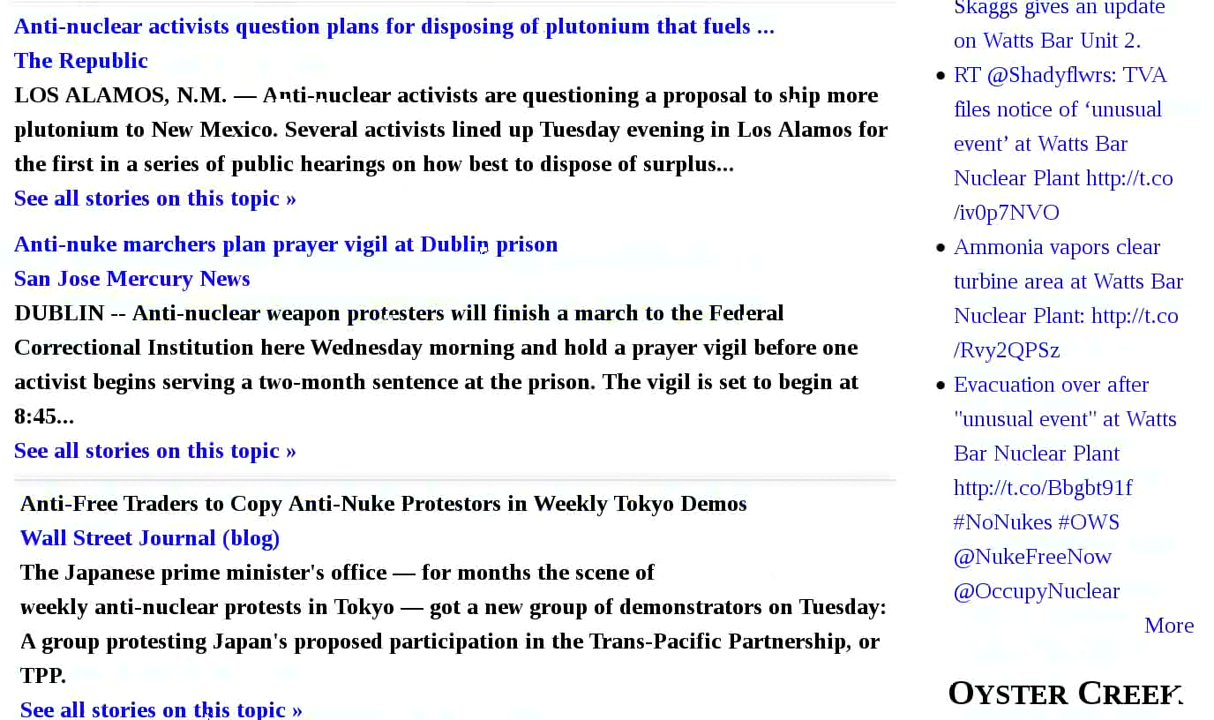 Anti-nuclear activists question plans for disposing of plutonium that fuels ...
The Republic
LOS ALAMOS, N.M. — Anti-nuclear activists are questioning a proposal to ship more
plutonium to New Mexico. Several activists lined up Tuesday evening in Los Alamos for
the first in a series of public hearings on how best to dispose of surplus...
See all stories on this topic »
Anti-nuke marchers plan prayer vigil at Dublin prison
San Jose Mercury News
DUBLIN -- Anti-nuclear weapon protesters will finish a march to the Federal
Correctional Institution here Wednesday morning and hold a prayer vigil before one
activist begins serving a two-month sentence at the prison. The vigil is set to begin at
8:45...
See all stories on this topic »
Anti-Free Traders to Copy Anti-Nuke Protestors in Weekly Tokyo Demos
Wall Street Journal (blog)
The Japanese prime minister's office — for months the scene of
weekly anti-nuclear protests in Tokyo — got a new group of demonstrators on Tuesday:
A group protesting Japan's proposed participation in the Trans-Pacific Partnership, or
TPP.
See all stories on this topic »
Skaggs gives an update
on Watts Bar Unit 2.
• RT @Shadyflwrs: TVA
files notice of ‘unusual
event’ at Watts Bar
Nuclear Plant http://t.co
/iv0p7NVO
• Ammonia vapors clear
turbine area at Watts Bar
Nuclear Plant: http://t.co
/Rvy2QPSz
• Evacuation over after
"unusual event" at Watts
Bar Nuclear Plant
http://t.co/Bbgbt91f
#NoNukes #OWS
@NukeFreeNow
@OccupyNuclear
More
OYSTER CREEK